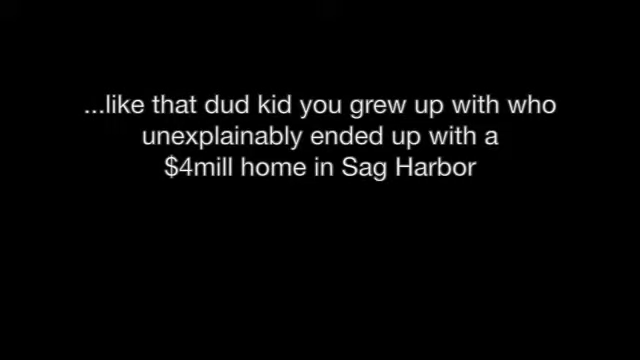 ...like that dud kid you grew up with who
unexplainably ended up with a
$4mill home in Sag Harbor